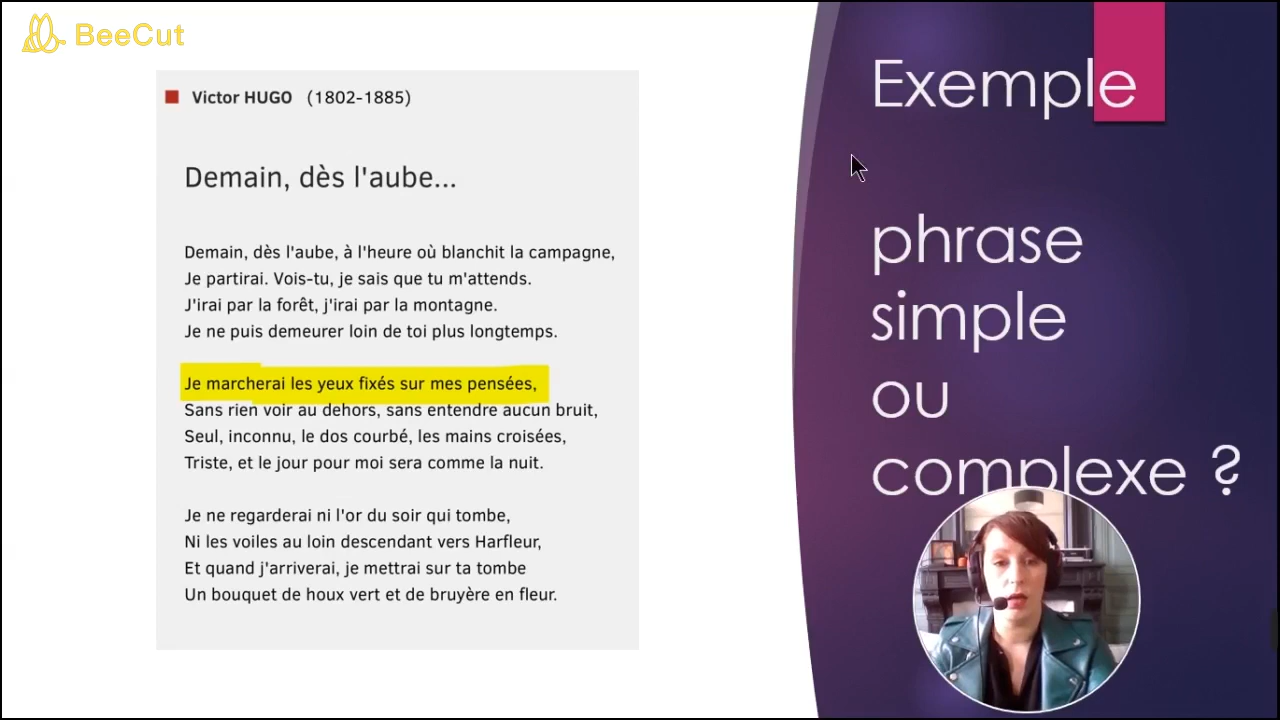 BeeCut
Victor HUGO (1802-1885)
Demain, dès l'aube...
Demain, dès l'aube, à l'heure où blanchit la campagne,
Je partirai. Vois-tu, je sais que tu m'attends.
J'irai par la forêt, j'irai par la montagne.
Je ne puis demeurer loin de toi plus longtemps.
Je marcherai les yeux fixés sur mes pensées,
Sans rien voir au dehors, sans entendre aucun bruit,
Seul, inconnu, le dos courbé, les mains croisées,
Triste, et le jour pour moi sera comme la nuit.
Je ne regarderai ni l'or du soir qui tombe,
Ni les voiles au loin descendant vers Harfleur,
Et quand j'arriverai, je mettrai sur ta tombe
Un bouquet de houx vert et de bruyère en fleur.
Exemple
phrase
simple
ou
complexe ?